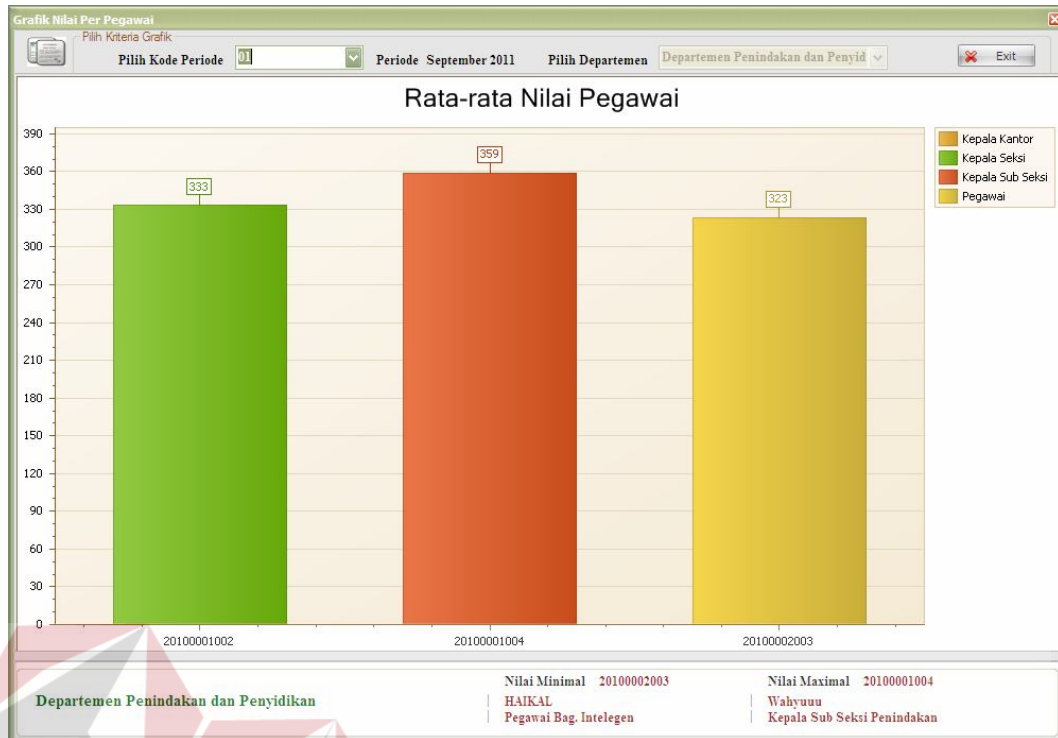 Grafik Nilai Per Pegawai
Pilih Kriteria Grafik
Pilih Kode Periode 01 Periode September 2011 Pilih Departemen Departemen Penindakan dan Penyid Exit
Rata-rata Nilai Pegawai
390
360
330
300
270
240
210
180
150
120
90
60
30
0
333
359
323
20100001002 20100001004 20100002003
Kepala Kantor
Kepala Seksi
Kepala Sub Seksi
Pegawai
Departemen Penindakan dan Penyidikan
Nilai Minimal 20100002003
HAIKAL
Pegawai Bag. Intelegen
Nilai Maximal 20100001004
Wahyuuu
Kepala Sub Seksi Penindakan